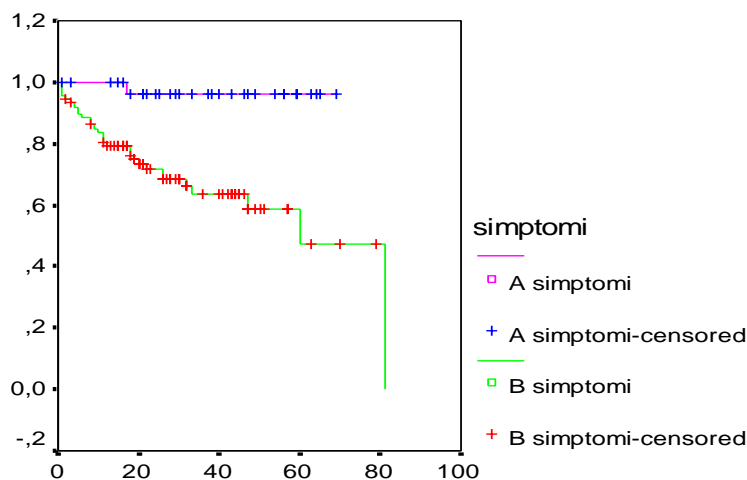 1,2
1,0
,8
,6
,4
,2
0,0
-,2
0
20
40
60
80
100
simptomi
A simptomi
A simptomi-censored
B simptomi
B simptomi-censored